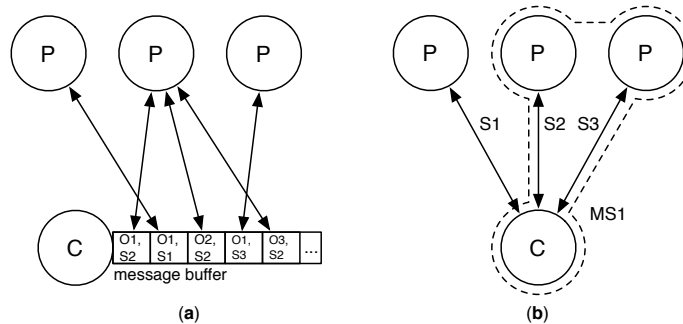 P P P
P P P
S1 S2 S3
MS1
C
C
O1, O1, O2, O1, O3,
S2 S1 S2 S3 S2 ...
message buffer
(a) (b)